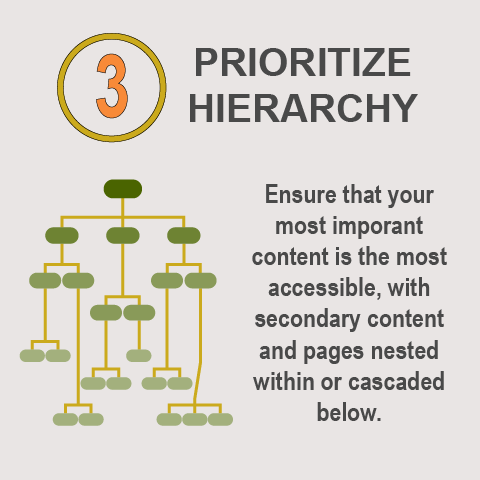 3
PRIORITIZE
HIERARCHY
Ensure that your
most imporant
content is the most
accessible, with
secondary content
and pages nested
within or cascaded
below.